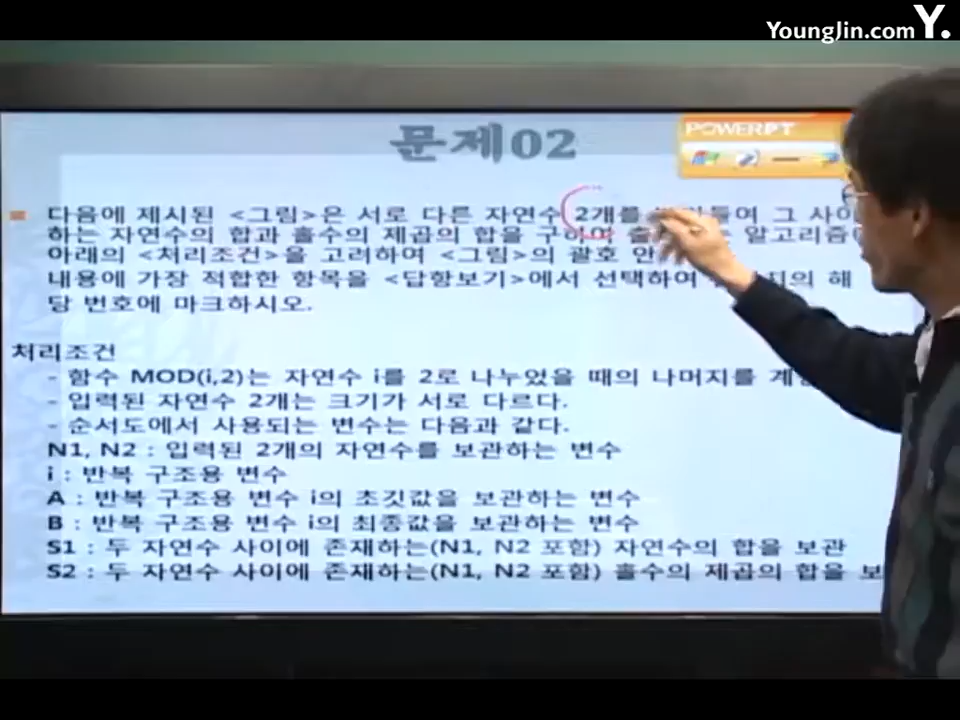 YoungJin.com Y.
문제02
POWERPT
다음에 제시된 <그림>은 서로 다른 자연수 2개를 그 사이
하는 자연수의 합과 홀수의 제곱의 합을 구하여 알고리즘
아래의 <처리조건>을 고려하여 <그림>의 괄호 안
내용에 가장 적합한 항목을 <답항보기>에서 선택하여 해
당 번호에 마크하시오.
처리조건
- 함수 MOD(i,2)는 자연수 i를 2로 나누었을 때의 나머지를
- 입력된 자연수 2개는 크기가 서로 다르다.
- 순서도에서 사용되는 변수는 다음과 같다.
N1, N2 : 입력된 2개의 자연수를 보관하는 변수
i : 반복 구조용 변수
A : 반복 구조용 변수 i의 초깃값을 보관하는 변수
B : 반복 구조용 변수 i의 최종값을 보관하는 변수
S1 : 두 자연수 사이에 존재하는(N1, N2 포함) 자연수의 합을 보관
S2 : 두 자연수 사이에 존재하는(N1, N2 포함) 홀수의 제곱의 합을